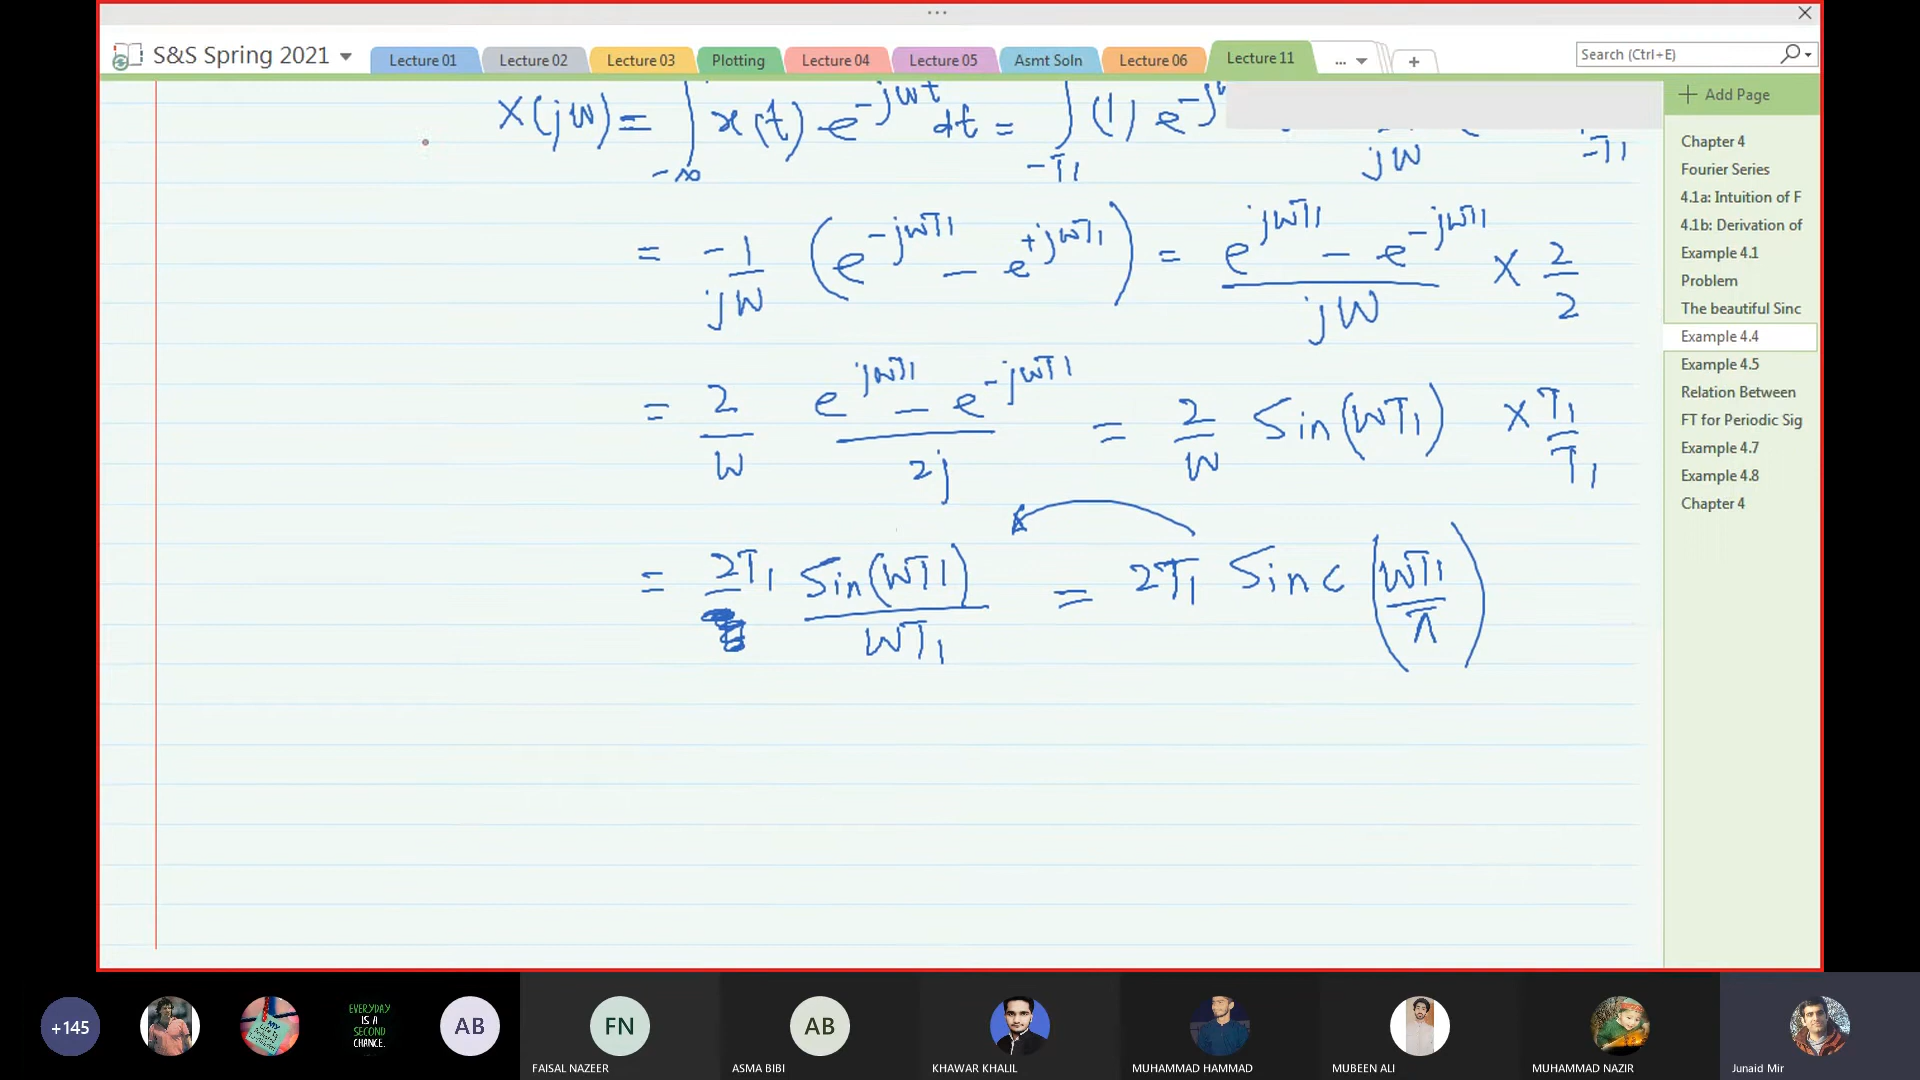 S&S Spring 2021
Lecture 01 Lecture 02 Lecture 03 Plotting Lecture 04 Lecture 05 Asmt Soln Lecture 06 Lecture 11 ... +
Search (Ctrl+E)
Add Page
Chapter 4
Fourier Series
4.1a: Intuition of F
4.1b: Derivation of
Example 4.1
Problem
The beautiful Sinc
Example 4.4
Example 4.5
Relation Between
FT for Periodic Sig
Example 4.7
Example 4.8
Chapter 4
X(jW) = ∫_{-∞} x(t) e^{-jWt} dt = ∫_{-T1} (1) e^{-j jW -T1
= -1/jW (e^{-jWT1} - e^{+jWT1}) = (e^{jWT1} - e^{-jWT1})/jW X 2/2
= 2/W (e^{jWT1} - e^{-jWT1})/2j = 2/W Sin(WT1) X T1/T1
= 2T1 Sin(WT1)/WT1 = 2T1 Sinc (WT1/π)
+145
MY
EVERYDAY
IS A
SECOND
CHANCE.
AB
FN
FAISAL NAZEER
AB
ASMA BIBI
KHAWAR KHALIL
MUHAMMAD HAMMAD
MUBEEN ALI
MUHAMMAD NAZIR
Junaid Mir